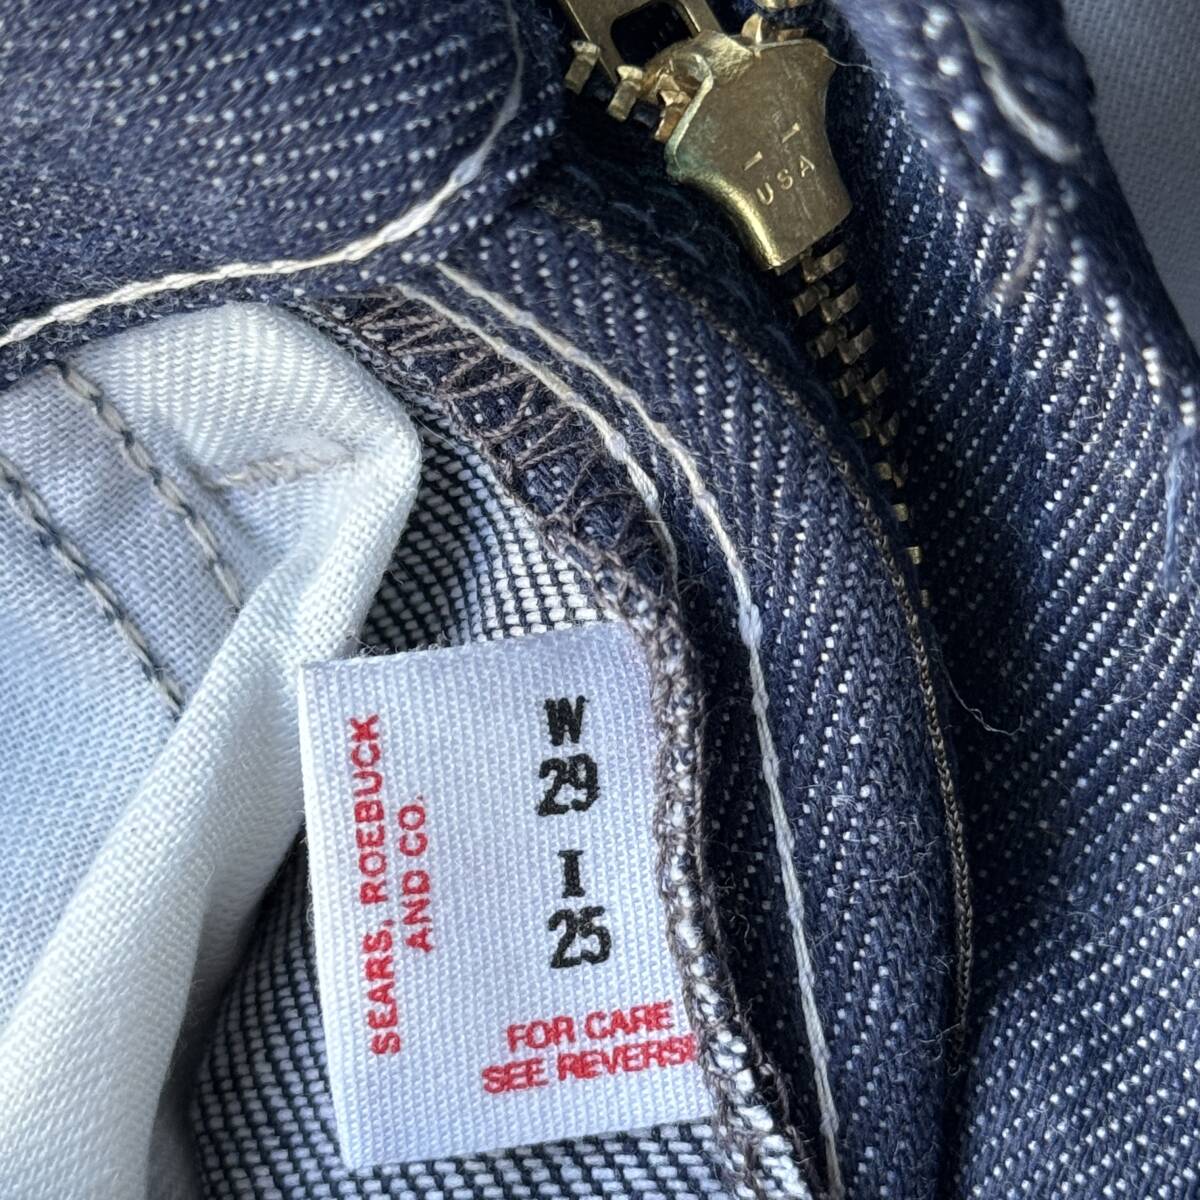 USA
SEARS, ROEBUCK
AND CO.
W
29
I
25
FOR CARE
SEE REVERSE